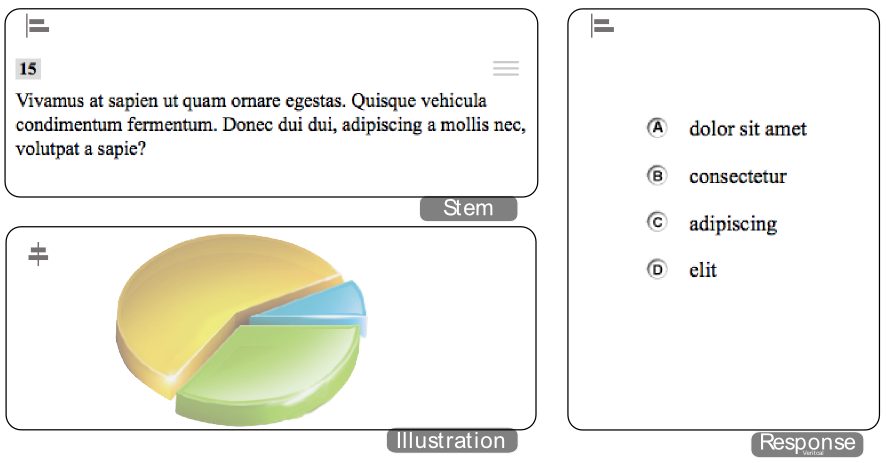 15
Vivamus at sapien ut quam ornare egestas. Quisque vehicula
condimentum fermentum. Donec dui dui, adipiscing a mollis nec,
volutpat a sapie?
Stem
Illustration
A dolor sit amet
B consectetur
C adipiscing
D elit
Response
Vertical